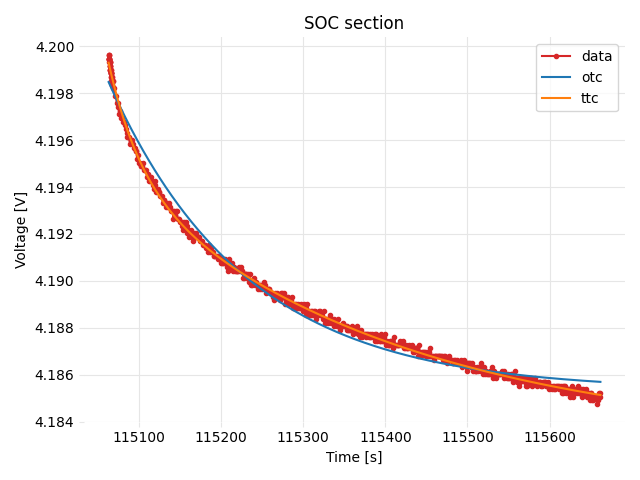 SOC section
4.200
4.198
4.196
4.194
4.192
4.190
4.188
4.186
4.184
Voltage [V]
data
otc
ttc
115100
115200
115300
115400
115500
115600
Time [s]